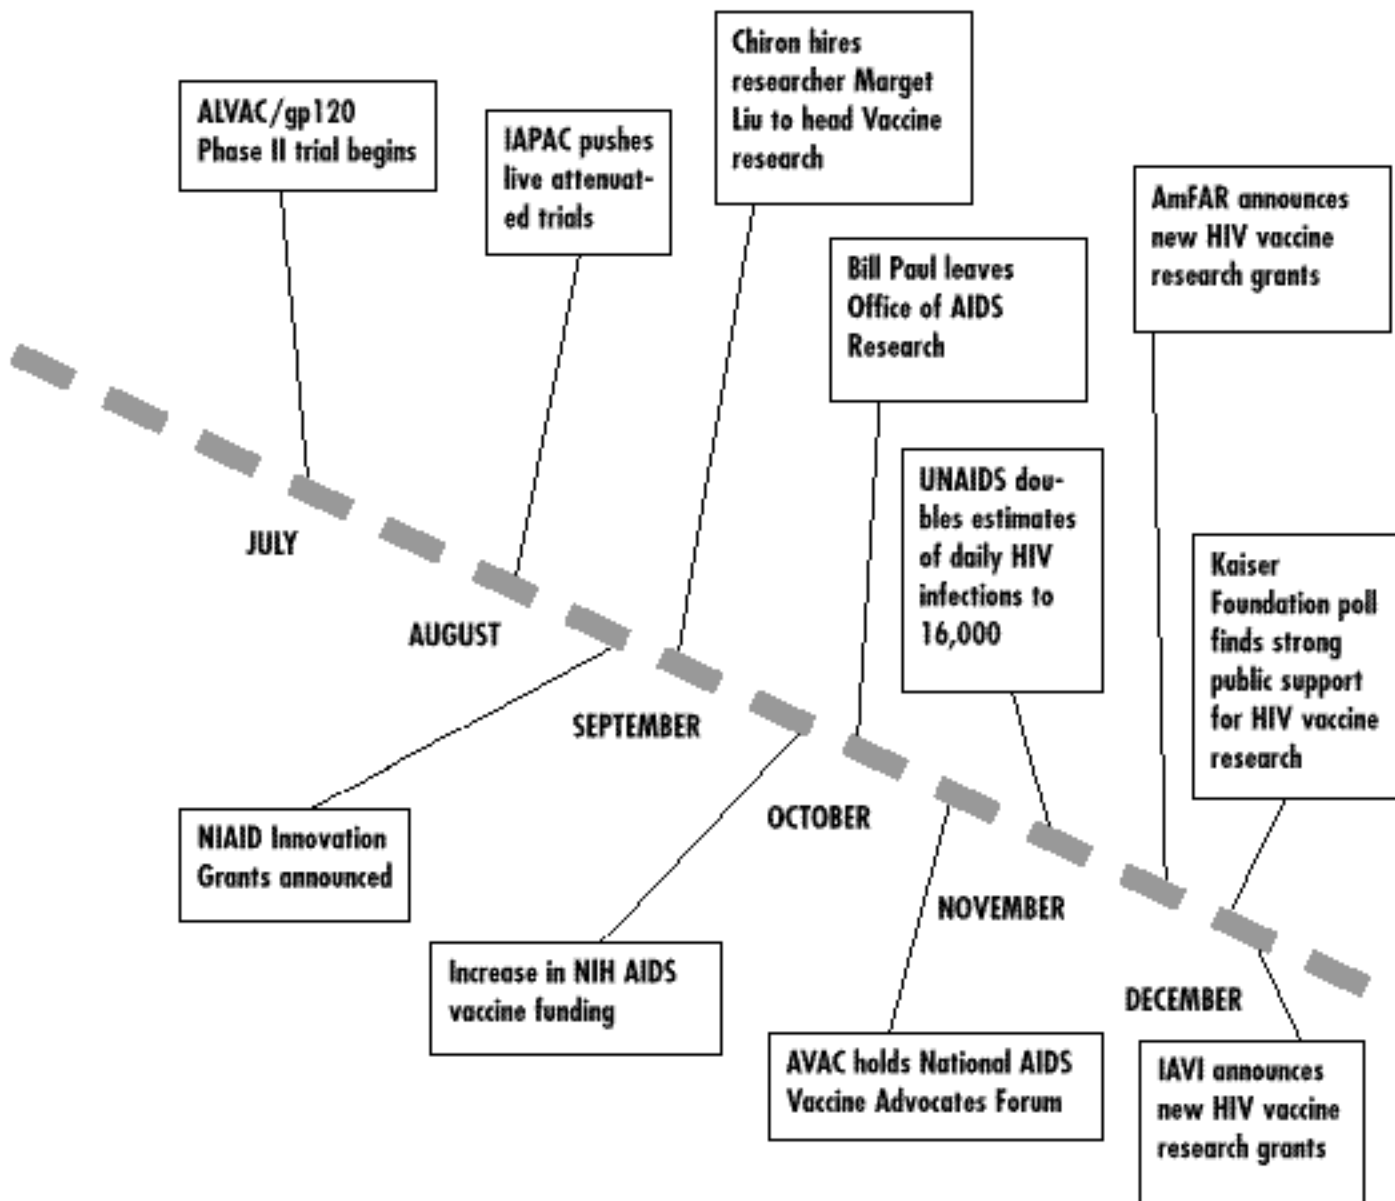 Chiron hires
researcher Marget
Liu to head Vaccine
research
ALVAC/gp120
Phase II trial begins
IAPAC pushes
live attenuat-
ed trials
AmFAR announces
new HIV vaccine
research grants
Bill Paul leaves
Office of AIDS
Research
UNAIDS dou-
bles estimates
of daily HIV
infections to
16,000
Kaiser
Foundation poll
finds strong
public support
for HIV vaccine
research
JULY
AUGUST
SEPTEMBER
OCTOBER
NOVEMBER
DECEMBER
NIAID Innovation
Grants announced
Increase in NIH AIDS
vaccine funding
AVAC holds National AIDS
Vaccine Advocates Forum
IAVI announces
new HIV vaccine
research grants